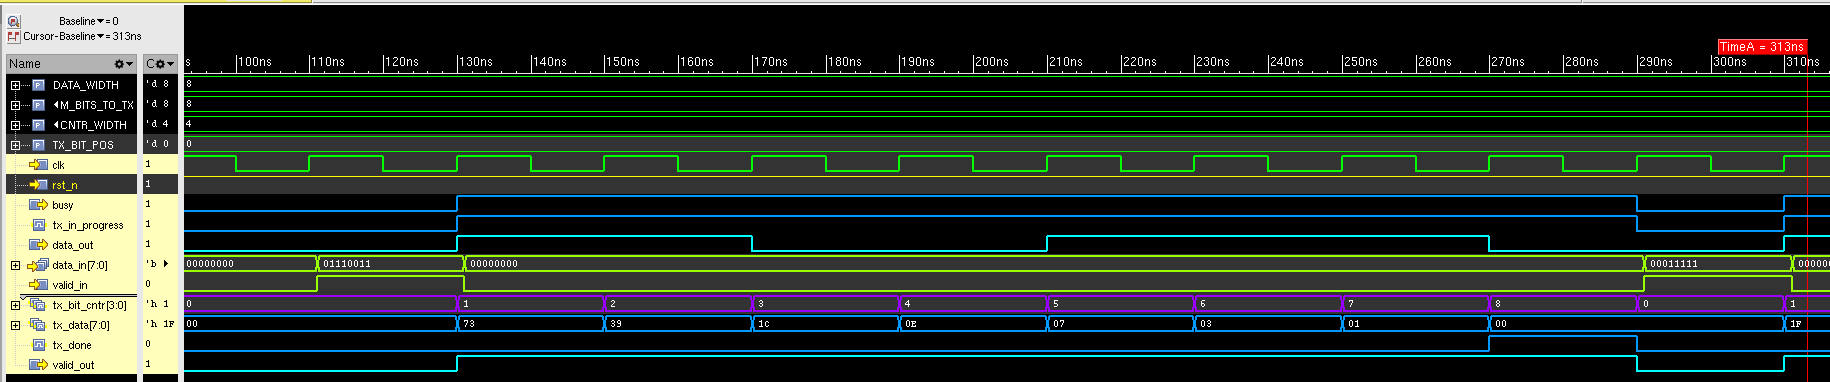 Baseline▼= 0
Cursor-Baseline▼= 313ns
TimeA = 313ns
Name C
s 100ns 110ns 120ns 130ns 140ns 150ns 160ns 170ns 180ns 190ns 200ns 210ns 220ns 230ns 240ns 250ns 260ns 270ns 280ns 290ns 300ns 310ns
DATA_WIDTH 'd 8 8
M_BITS_TO_TX 'd 8 8
CNTR_WIDTH 'd 4 4
TX_BIT_POS 'd 0 0
clk 1
rst_n 1
busy 1
tx_in_progress 1
data_out 1
data_in[7:0] 'b 00000000 01110011 00000000 00011111 000000
valid_in 0
tx_bit_cntr[3:0] 'h 1 0 1 2 3 4 5 6 7 8 0 1
tx_data[7:0] 'h 1F 00 73 39 1C 0E 07 03 01 00 1F
tx_done 0
valid_out 1